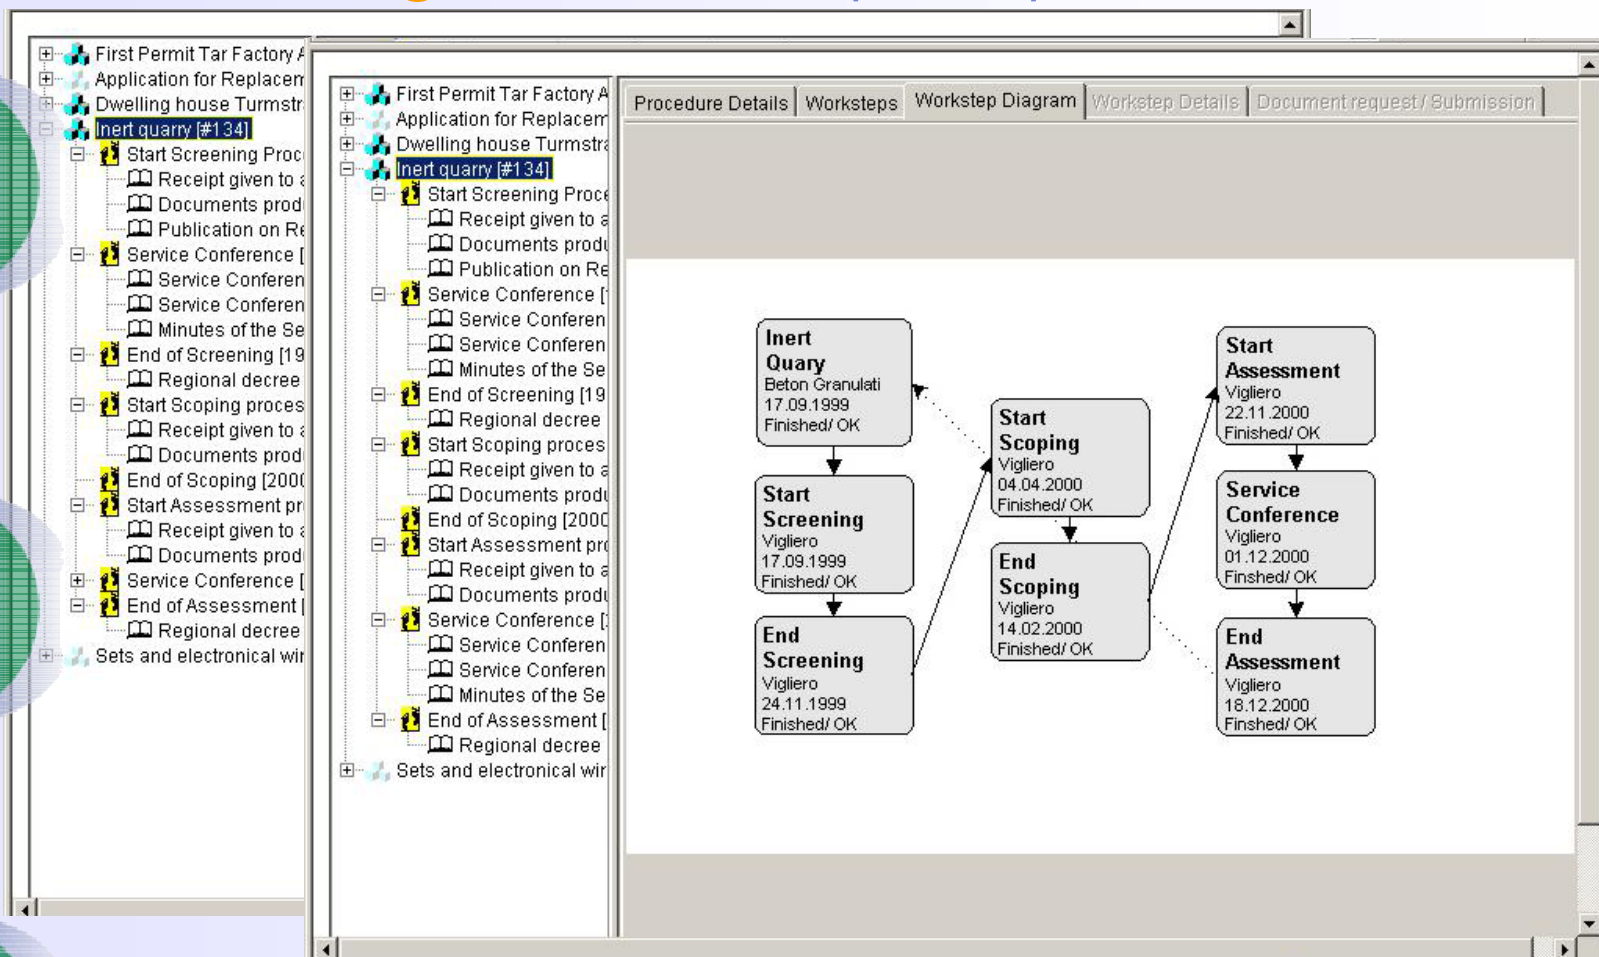 First Permit Tar Factory A
Application for Replacem
Dwelling house Turmstr
Inert quarry [#134]
Start Screening Proc
Receipt given to a
Documents prod
Publication on Re
Service Conference [
Service Conferen
Service Conferen
Minutes of the Se
End of Screening [19
Regional decree
Start Scoping proces
Receipt given to a
Documents prod
End of Scoping [200
Start Assessment pr
Receipt given to a
Documents prod
Service Conference [
End of Assessment [
Regional decree
Sets and electronical wir
First Permit Tar Factory A
Application for Replacem
Dwelling house Turmstra
Inert quarry [#134]
Start Screening Proce
Receipt given to a
Documents produ
Publication on Re
Service Conference [
Service Conferen
Service Conferen
Minutes of the Se
End of Screening [19
Regional decree
Start Scoping proces
Receipt given to a
Documents produ
End of Scoping [2000
Start Assessment pro
Receipt given to a
Documents produ
Service Conference [
Service Conferen
Service Conferen
Minutes of the Se
End of Assessment [
Regional decree
Sets and electronical wir
Procedure Details Worksteps Workstep Diagram Workstep Details Document request / Submission
Inert
Quary
Beton Granulati
17.09.1999
Finished/ OK
Start
Screening
Vigliero
17.09.1999
Finished/ OK
End
Screening
Vigliero
24.11.1999
Finished/ OK
Start
Scoping
Vigliero
04.04.2000
Finished/ OK
End
Scoping
Vigliero
14.02.2000
Finished/ OK
Start
Assessment
Vigliero
22.11.2000
Finished/ OK
Service
Conference
Vigliero
01.12.2000
Finshed/ OK
End
Assessment
Vigliero
18.12.2000
Finshed/ OK